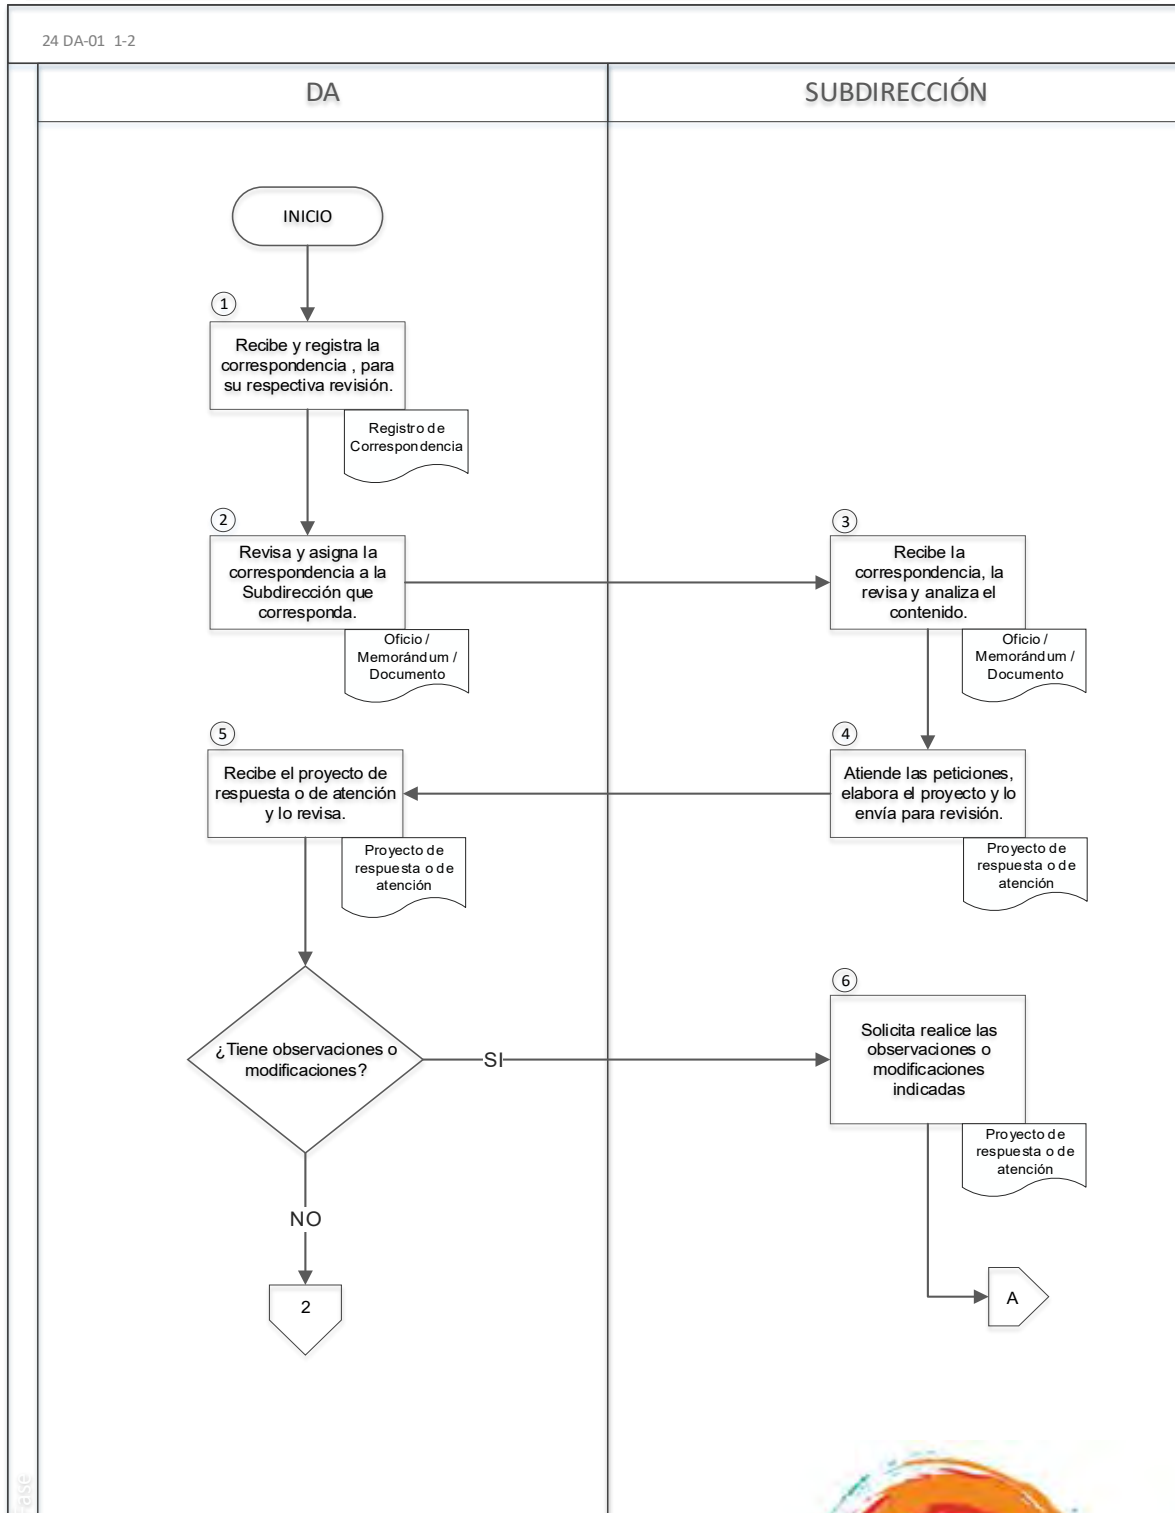 24 DA-01 1-2
DA
SUBDIRECCIÓN
INICIO
1
Recibe y registra la
correspondencia , para
su respectiva revisión.
Registro de
Correspondencia
2
Revisa y asigna la
correspondencia a la
Subdirección que
corresponda.
Oficio /
Memorándum /
Documento
3
Recibe la
correspondencia, la
revisa y analiza el
contenido.
Oficio /
Memorándum /
Documento
4
Atiende las peticiones,
elabora el proyecto y lo
envía para revisión.
Proyecto de
respuesta o de
atención
5
Recibe el proyecto de
respuesta o de atención
y lo revisa.
Proyecto de
respuesta o de
atención
¿Tiene observaciones o
modificaciones?
SI
6
Solicita realice las
observaciones o
modificaciones
indicadas
Proyecto de
respuesta o de
atención
NO
2
A